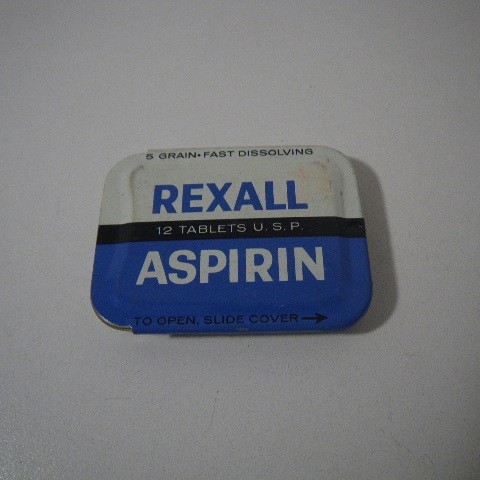 5 GRAIN • FAST DISSOLVING
REXALL
12 TABLETS U. S. P.
ASPIRIN
TO OPEN, SLIDE COVER →